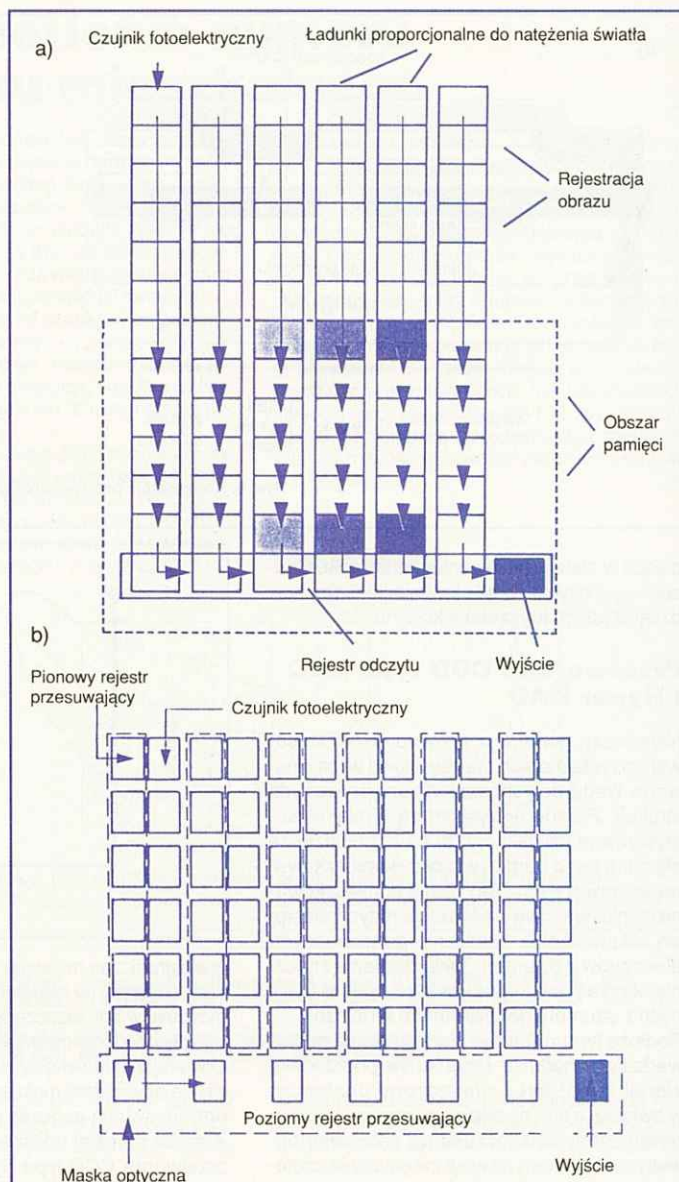 a)
Czujnik fotoelektryczny
Ładunki proporcjonalne do natężenia światła
Rejestracja
obrazu
Obszar
pamięci
Rejestr odczytu
Wyjście
b)
Pionowy rejestr
przesuwający
Czujnik fotoelektryczny
Poziomy rejestr przesuwający
Maska optyczna
Wyjście